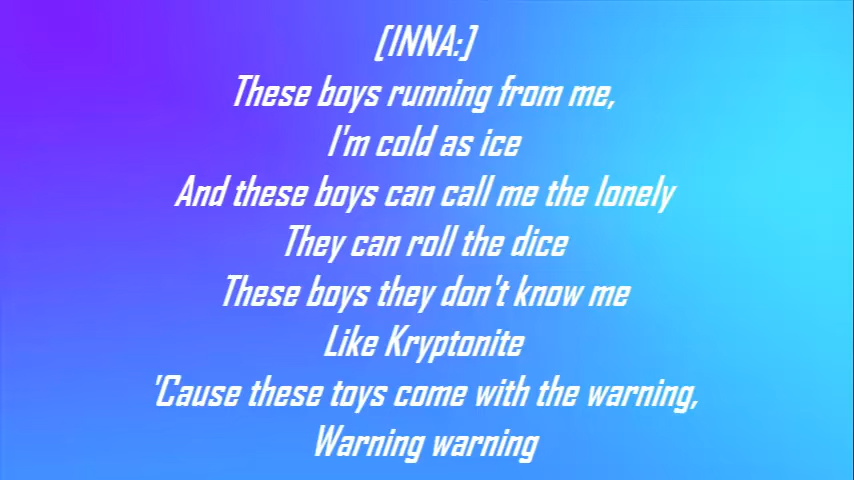 [INNA:]
These boys running from me,
I'm cold as ice
And these boys can call me the lonely
They can roll the dice
These boys they don't know me
Like Kryptonite
'Cause these toys come with the warning,
Warning warning